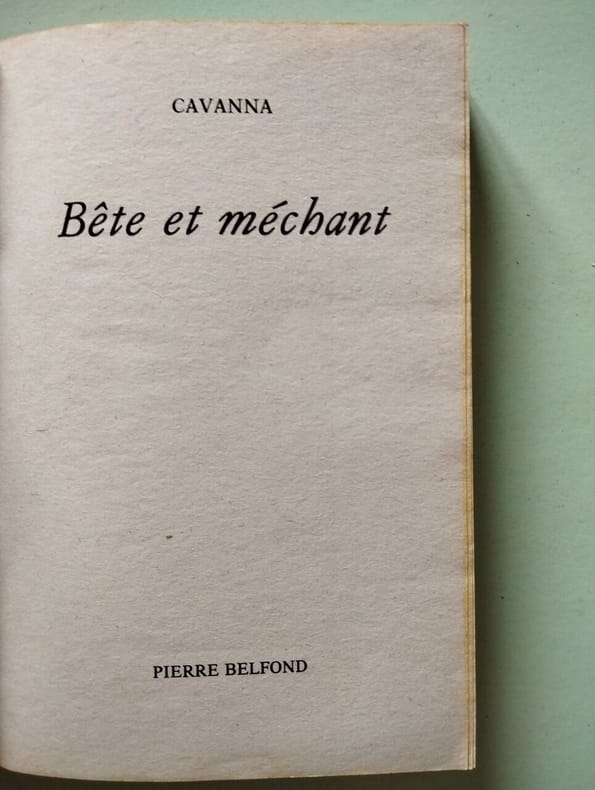 CAVANNA
Bête et méchant
PIERRE BELFOND